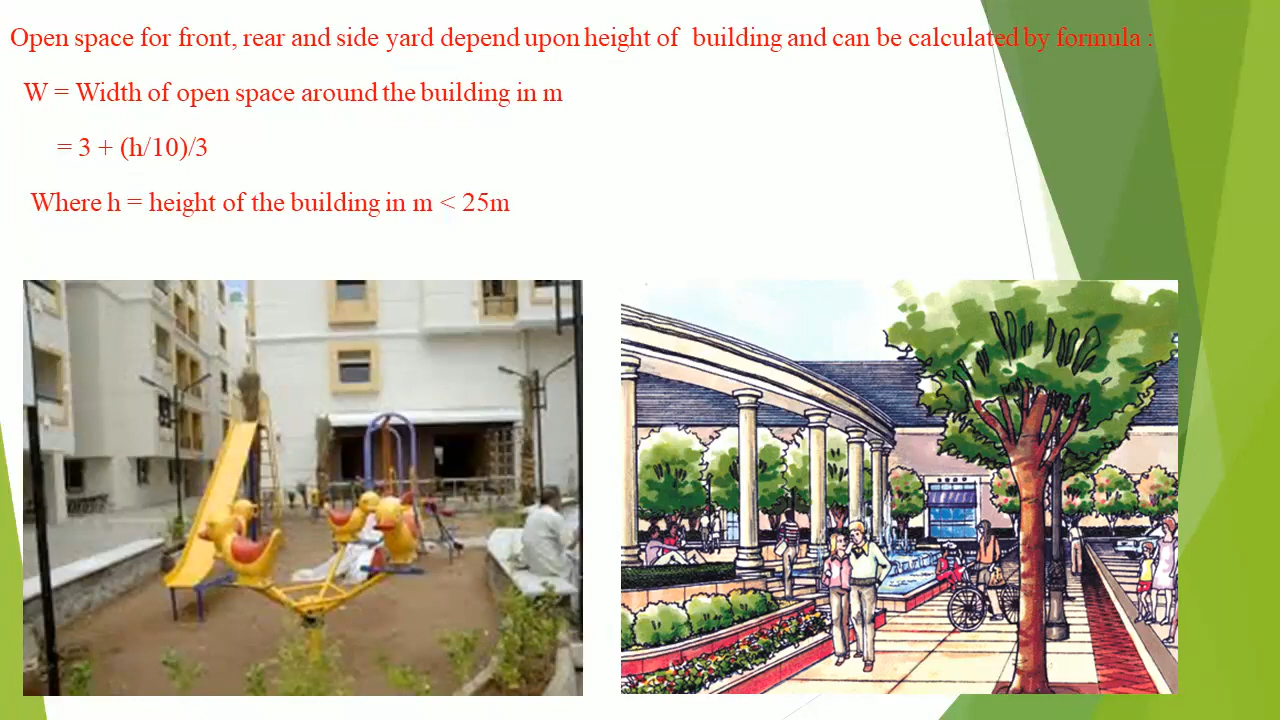 Open space for front, rear and side yard depend upon height of building and can be calculated by formula :
W = Width of open space around the building in m
= 3 + (h/10)/3
Where h = height of the building in m < 25m